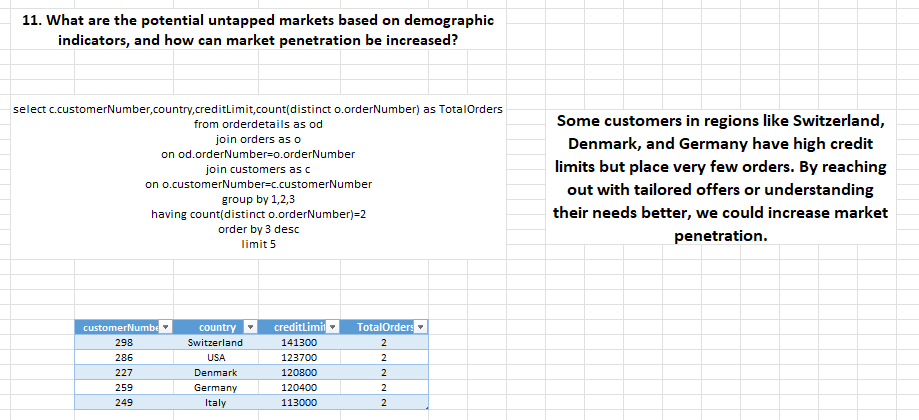 11. What are the potential untapped markets based on demographic
indicators, and how can market penetration be increased?
select c.customerNumber,country,creditLimit,count(distinct o.orderNumber) as TotalOrders
from orderdetails as od
join orders as o
on od.orderNumber=o.orderNumber
join customers as c
on o.customerNumber=c.customerNumber
group by 1,2,3
having count(distinct o.orderNumber)=2
order by 3 desc
limit 5
Some customers in regions like Switzerland,
Denmark, and Germany have high credit
limits but place very few orders. By reaching
out with tailored offers or understanding
their needs better, we could increase market
penetration.
customerNumbe country creditLimit TotalOrders
298 Switzerland 141300 2
286 USA 123700 2
227 Denmark 120800 2
259 Germany 120400 2
249 Italy 113000 2